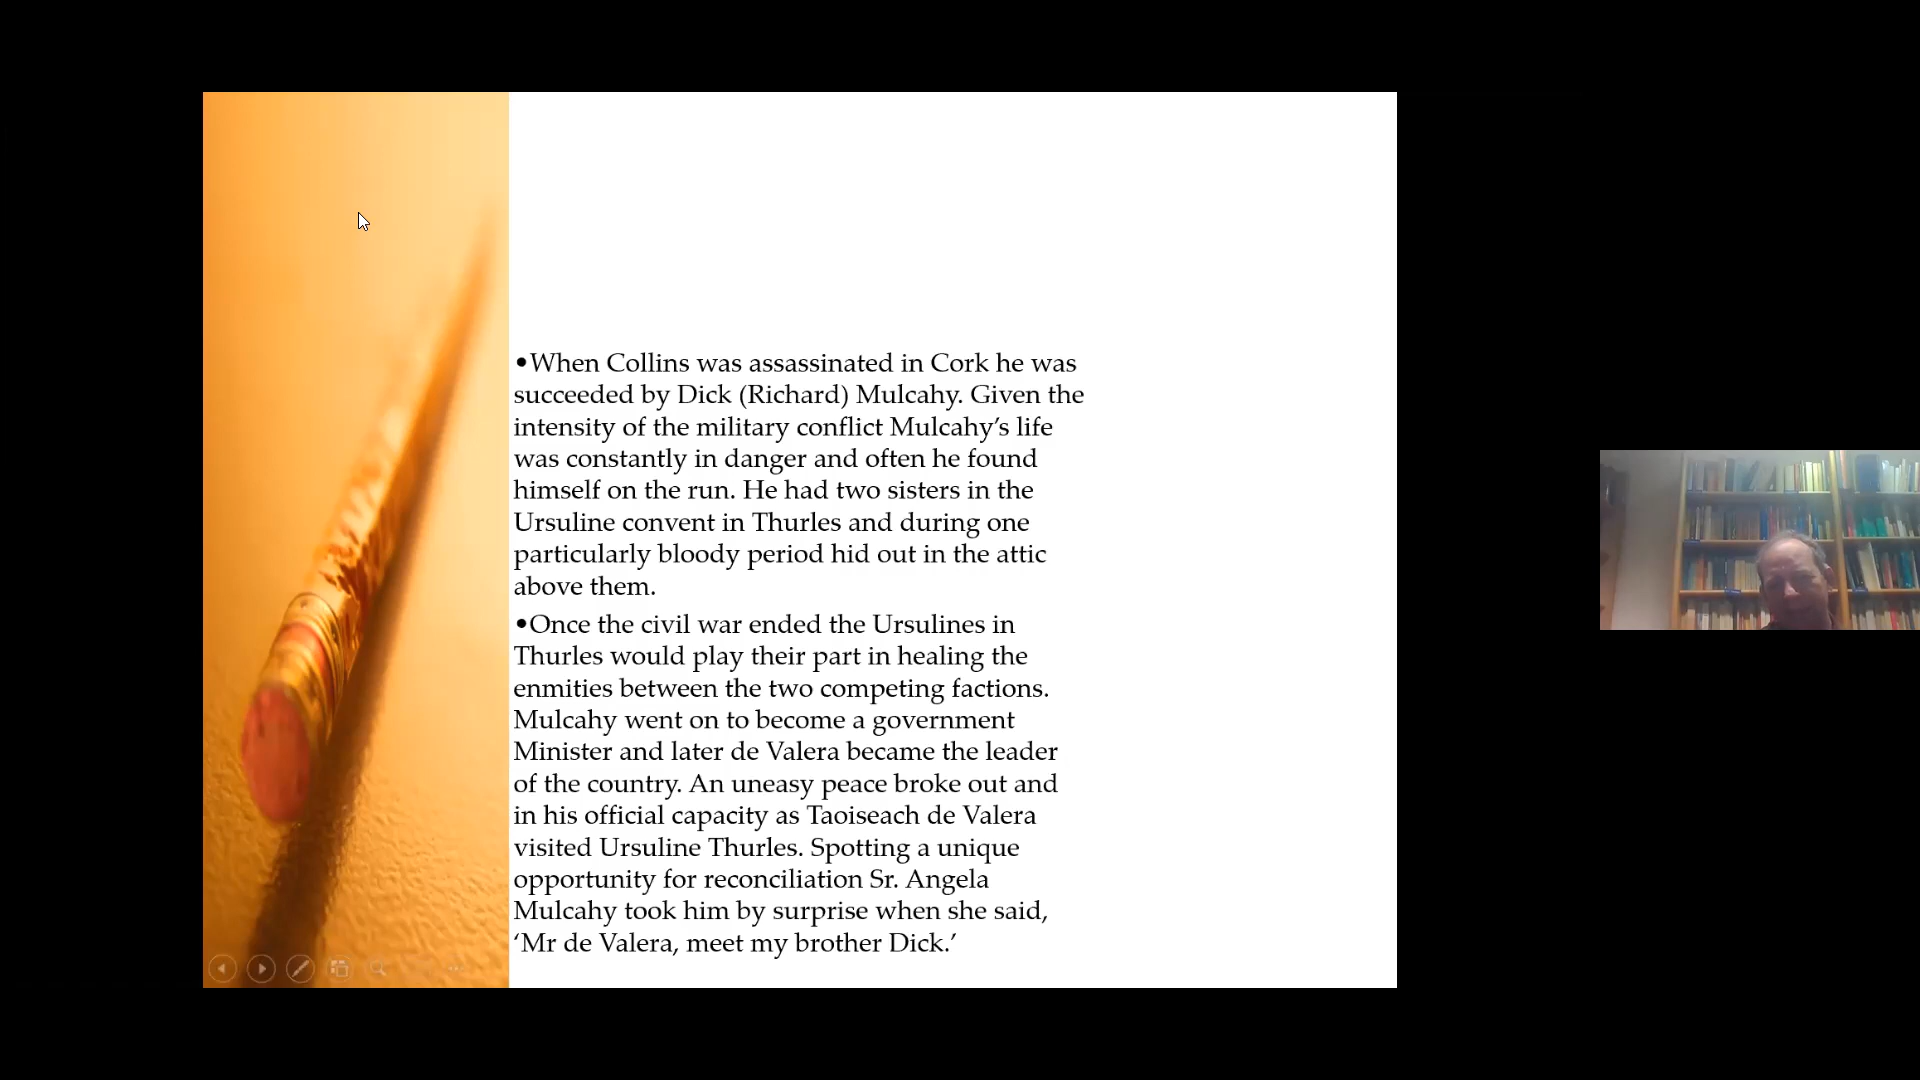 •When Collins was assassinated in Cork he was
succeeded by Dick (Richard) Mulcahy. Given the
intensity of the military conflict Mulcahy’s life
was constantly in danger and often he found
himself on the run. He had two sisters in the
Ursuline convent in Thurles and during one
particularly bloody period hid out in the attic
above them.
•Once the civil war ended the Ursulines in
Thurles would play their part in healing the
enmities between the two competing factions.
Mulcahy went on to become a government
Minister and later de Valera became the leader
of the country. An uneasy peace broke out and
in his official capacity as Taoiseach de Valera
visited Ursuline Thurles. Spotting a unique
opportunity for reconciliation Sr. Angela
Mulcahy took him by surprise when she said,
‘Mr de Valera, meet my brother Dick.’